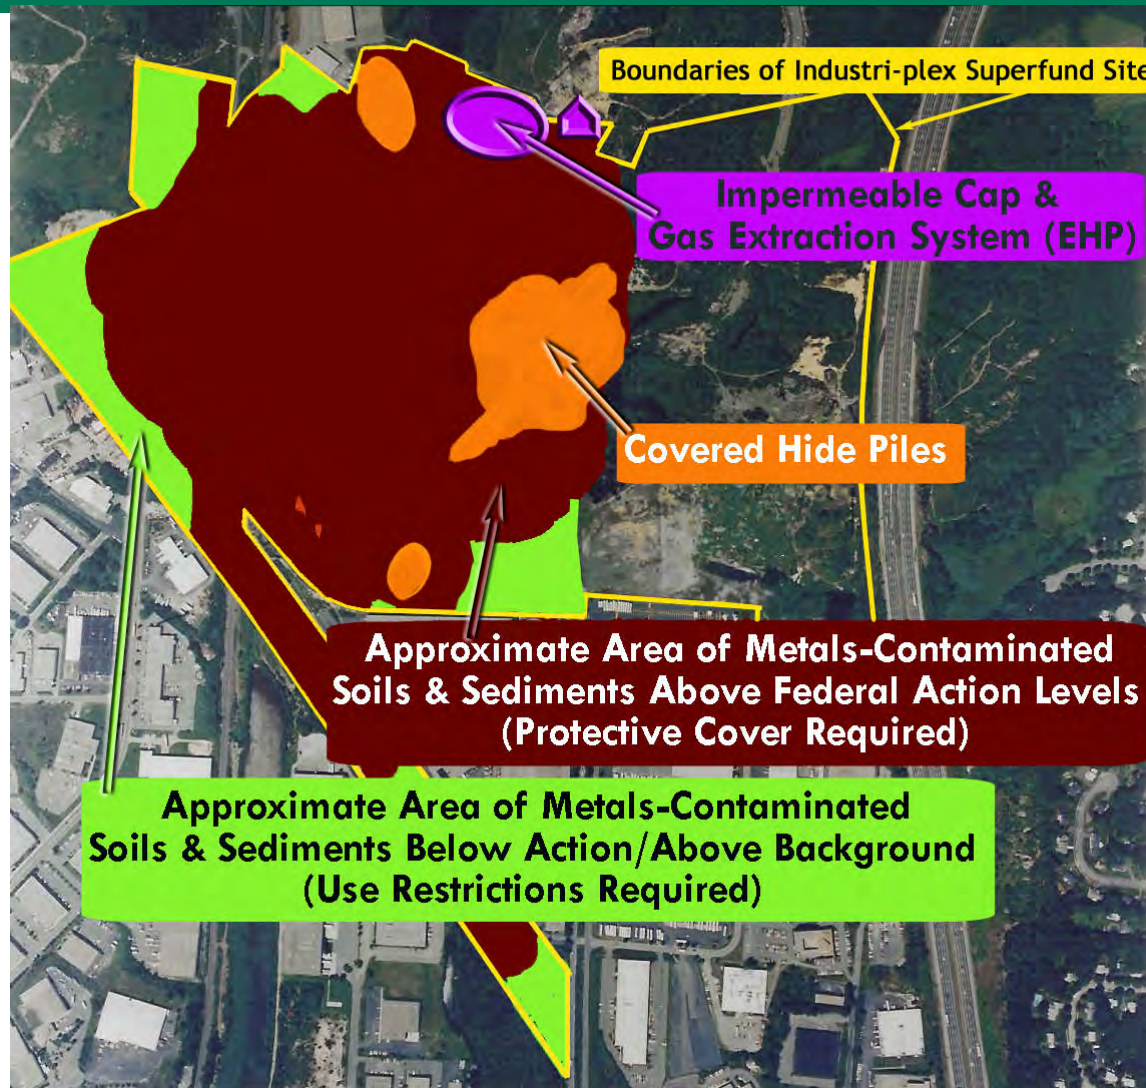 Boundaries of Industri-plex Superfund Site
Impermeable Cap &
Gas Extraction System (EHP)
Covered Hide Piles
Approximate Area of Metals-Contaminated
Soils & Sediments Above Federal Action Levels
(Protective Cover Required)
Approximate Area of Metals-Contaminated
Soils & Sediments Below Action/Above Background
(Use Restrictions Required)